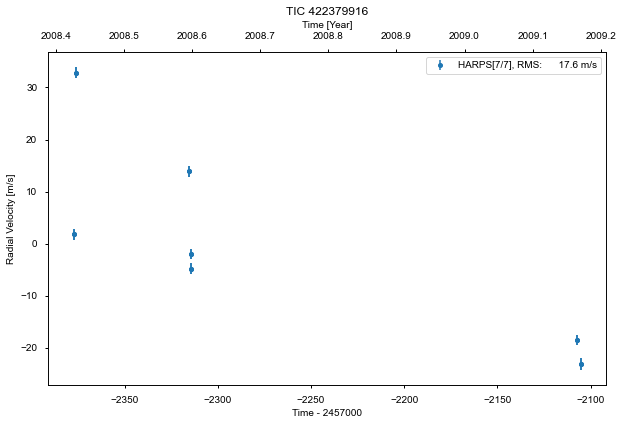 TIC 422379916
Time [Year]
2008.4 2008.5 2008.6 2008.7 2008.8 2008.9 2009.0 2009.1 2009.2
HARPS[7/7], RMS: 17.6 m/s
Radial Velocity [m/s]
30
20
10
0
−10
−20
−2350 −2300 −2250 −2200 −2150 −2100
Time - 2457000